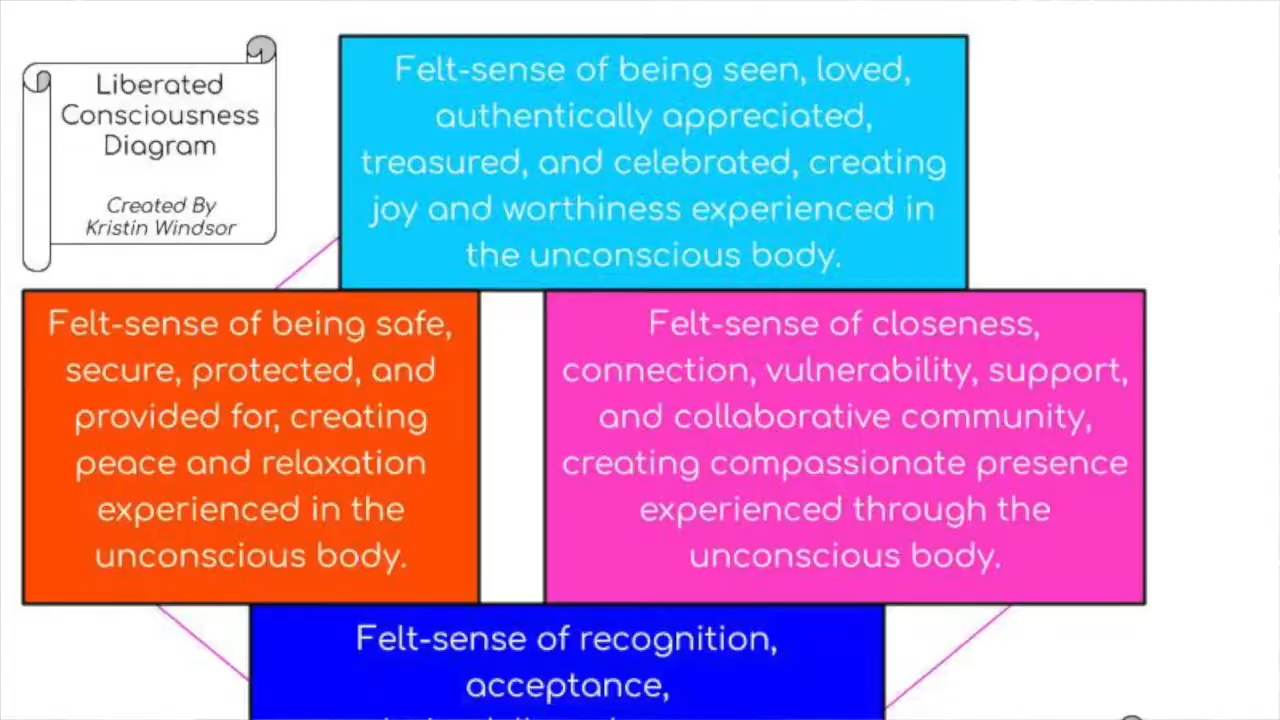 Liberated
Consciousness
Diagram
Created By
Kristin Windsor
Felt-sense of being seen, loved,
authentically appreciated,
treasured, and celebrated, creating
joy and worthiness experienced in
the unconscious body.
Felt-sense of being safe,
secure, protected, and
provided for, creating
peace and relaxation
experienced in the
unconscious body.
Felt-sense of closeness,
connection, vulnerability, support,
and collaborative community,
creating compassionate presence
experienced through the
unconscious body.
Felt-sense of recognition,
acceptance,